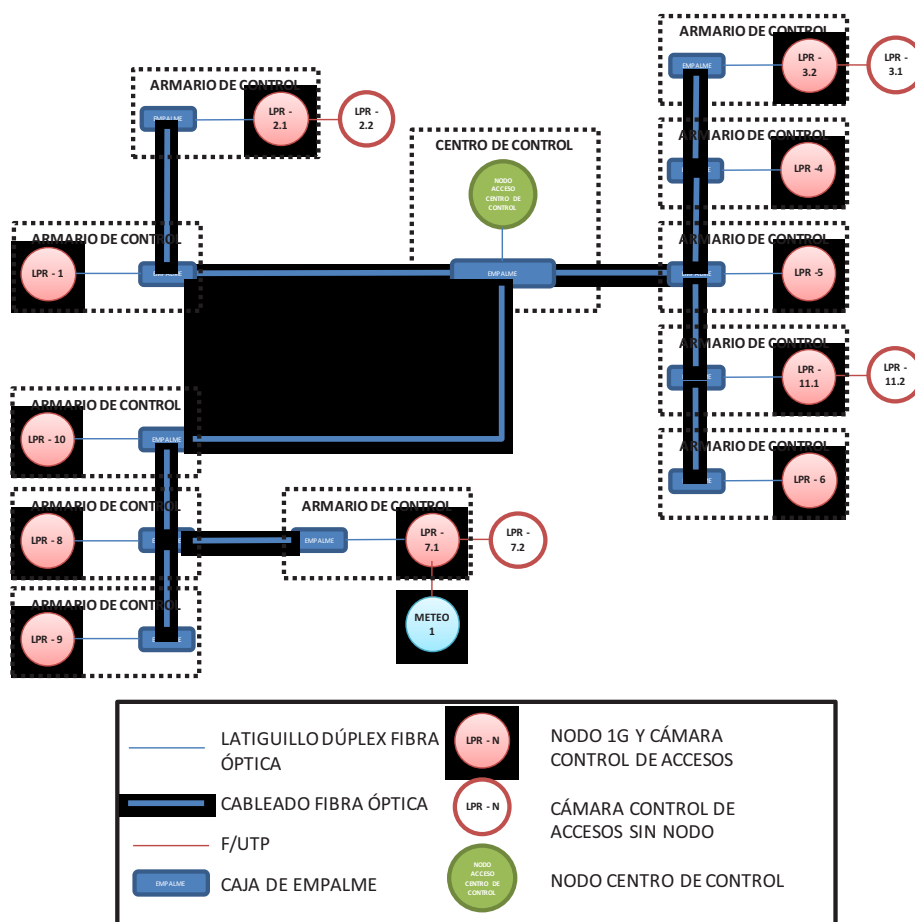 ARMARIO DE CONTROL
EMPALME
LPR -
3.2
LPR -
3.1
ARMARIO DE CONTROL
EMPALME
LPR -
2.1
LPR -
2.2
CENTRO DE CONTROL
NODO
ACCESO
CENTRO DE
CONTROL
EMPALME
ARMARIO DE CONTROL
EMPALME
LPR -4
ARMARIO DE CONTROL
LPR - 1
EMPALME
ARMARIO DE CONTROL
EMPALME
LPR -5
ARMARIO DE CONTROL
EMPALME
LPR -
11.1
LPR -
11.2
ARMARIO DE CONTROL
LPR - 10
EMPALME
ARMARIO DE CONTROL
EMPALME
LPR - 6
ARMARIO DE CONTROL
LPR - 8
EMPALME
ARMARIO DE CONTROL
EMPALME
LPR -
7.1
LPR -
7.2
ARMARIO DE CONTROL
LPR - 9
EMPALME
METEO
1
LATIGUILLO DÚPLEX FIBRA
ÓPTICA
CABLEADO FIBRA ÓPTICA
F/UTP
EMPALME
CAJA DE EMPALME
LPR - N
NODO 1G Y CÁMARA
CONTROL DE ACCESOS
LPR - N
CÁMARA CONTROL DE
ACCESOS SIN NODO
NODO
ACCESO
CENTRO DE
CONTROL
NODO CENTRO DE CONTROL